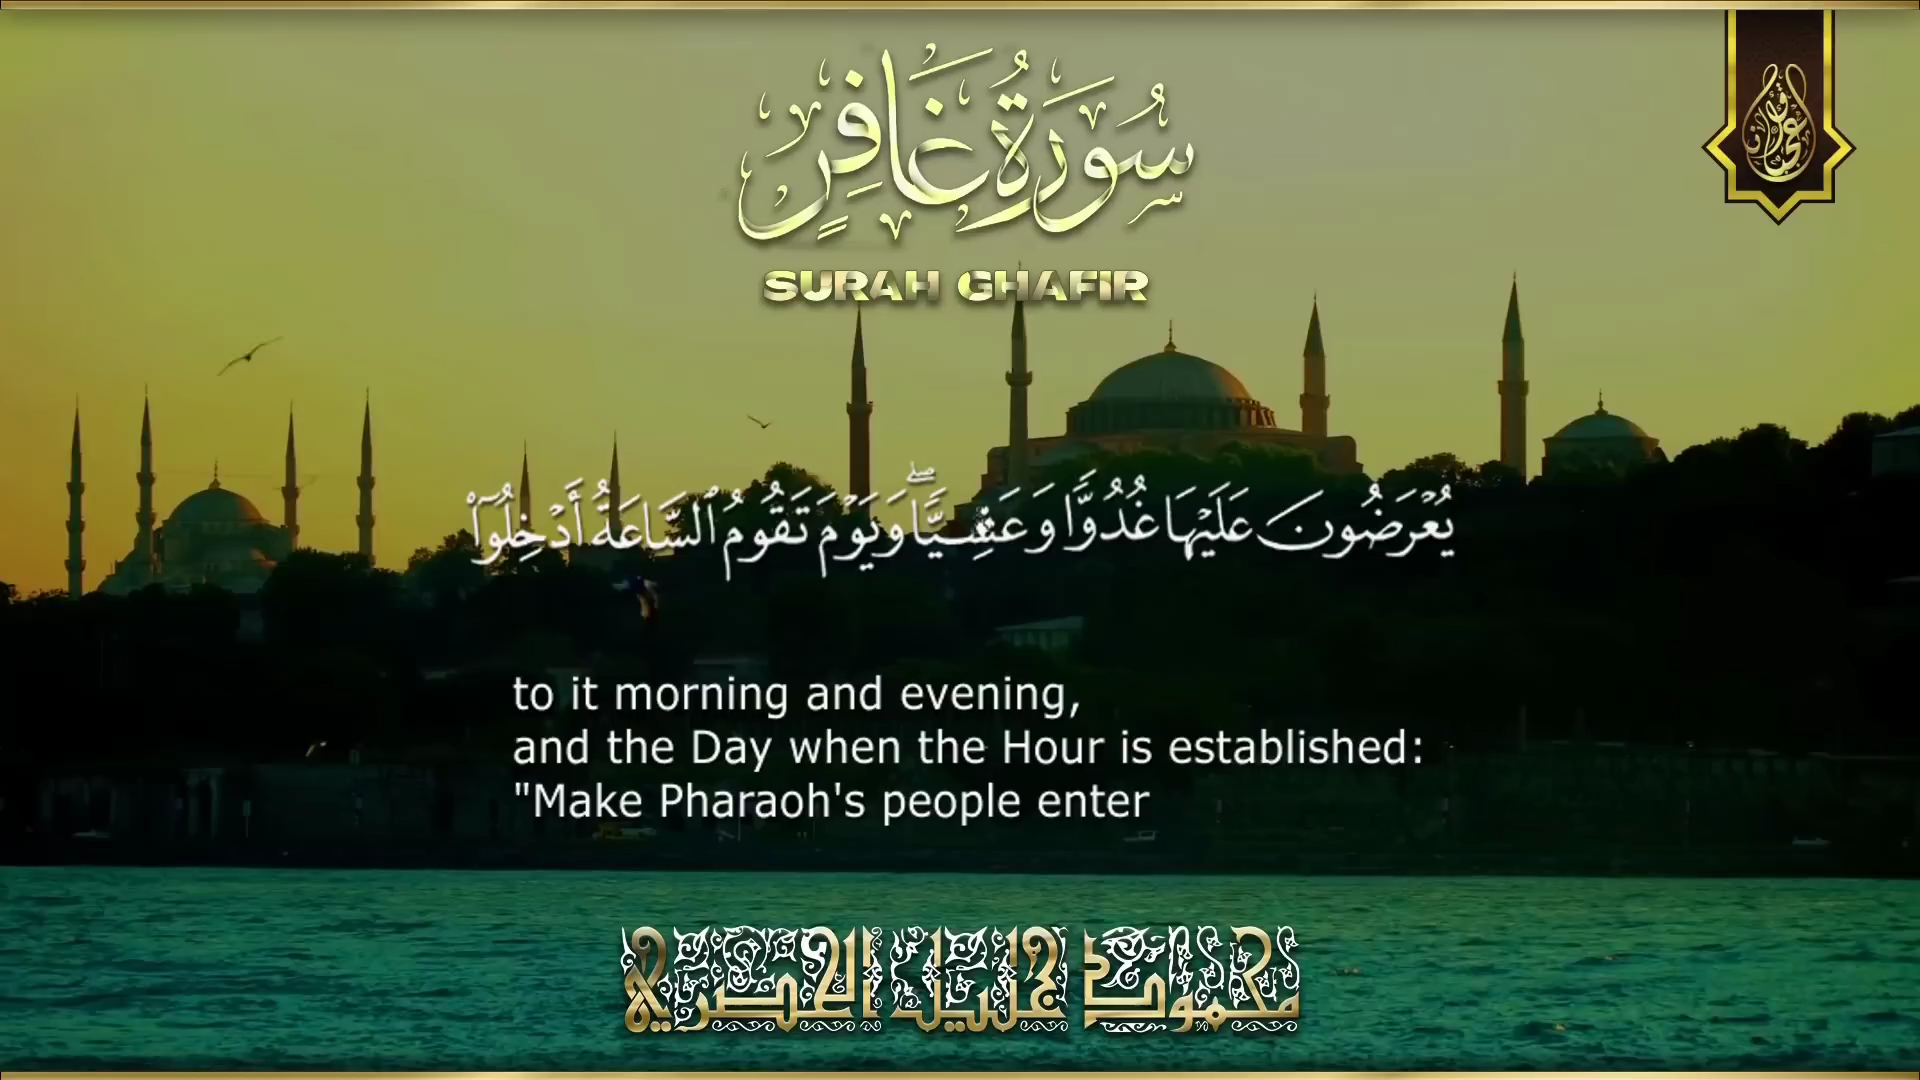 سُورَةُ غَافِرٍ
SURAH GHAFIR
يُعْرَضُونَ عَلَيْهَا غُدُوًّا وَعَشِيًّا ۖ وَيَوْمَ تَقُومُ ٱلسَّاعَةُ أَدْخِلُوٓا۟
to it morning and evening,
and the Day when the Hour is established:
"Make Pharaoh's people enter
محمود خليل الحصري